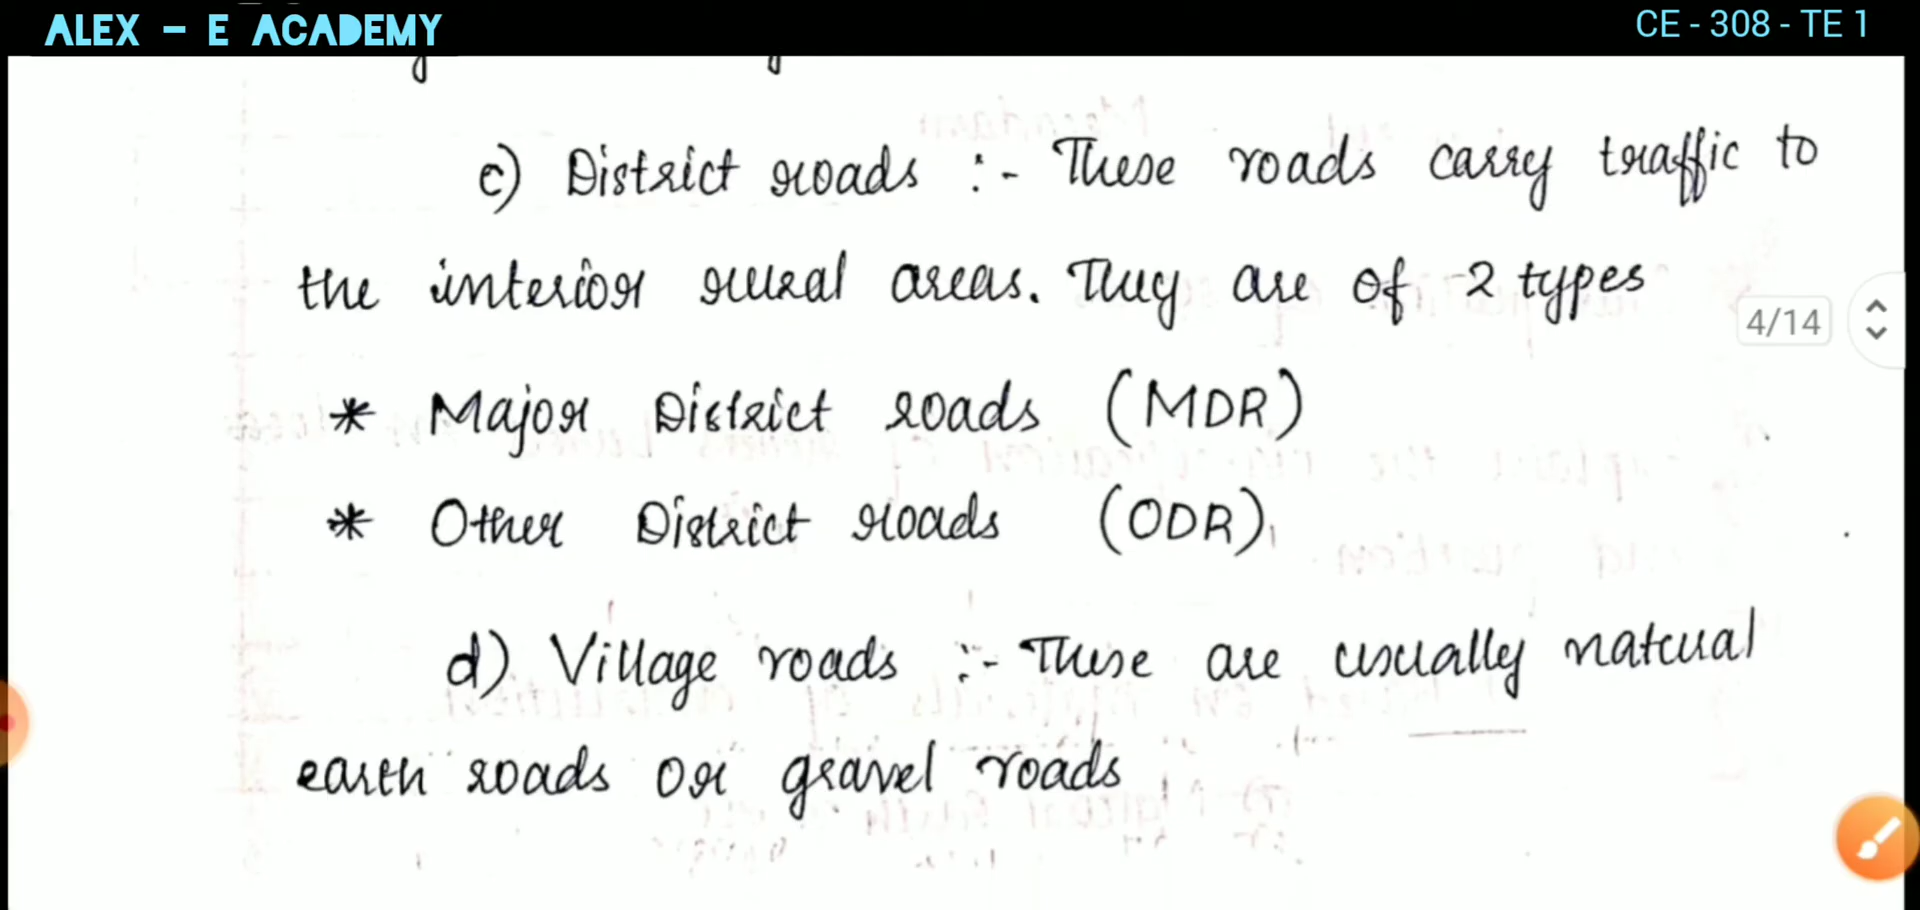 ALEX - E ACADEMY
CE - 308 - TE 1
c) District roads :- These roads carry traffic to
the interior rural areas. They are of 2 types
4/14
* Major District roads (MDR)
* Other District roads (ODR)
d) Village roads :- These are usually natural
earth roads or gravel roads